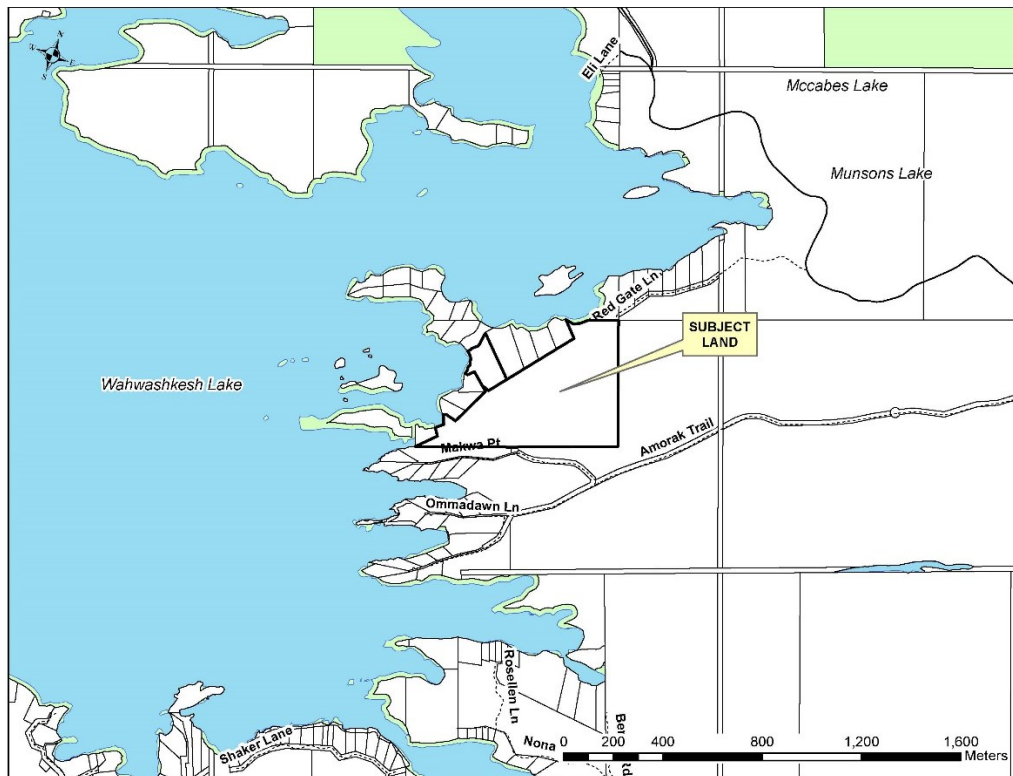 Eli Lane
Mccabes Lake
Munsons Lake
Red Gate Ln
SUBJECT
LAND
Wahwashkesh Lake
Makwa Pt
Amorak Trail
Ommadawn Ln
Rosellen Ln
Shaker Lane
Nona
0 200 400 800 1,200 1,600
Meters